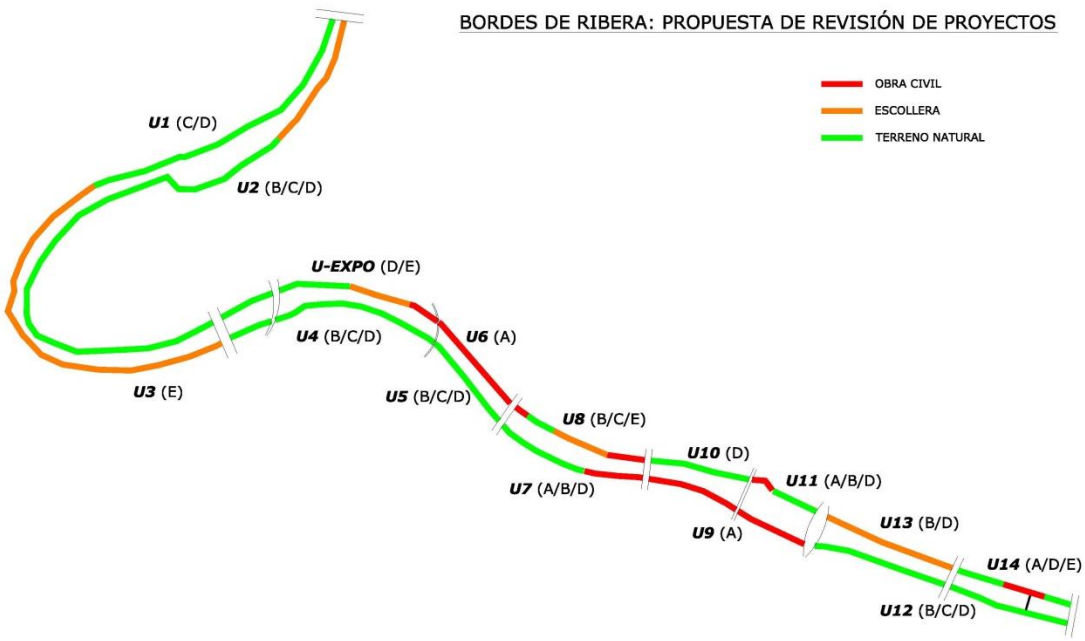 BORDES DE RIBERA: PROPUESTA DE REVISIÓN DE PROYECTOS
OBRA CIVIL
ESCOLLERA
TERRENO NATURAL
U1 (C/D)
U2 (B/C/D)
U-EXPO (D/E)
U4 (B/C/D)
U6 (A)
U3 (E)
U5 (B/C/D)
U8 (B/C/E)
U10 (D)
U7 (A/B/D)
U11 (A/B/D)
U9 (A)
U13 (B/D)
U14 (A/D/E)
U12 (B/C/D)